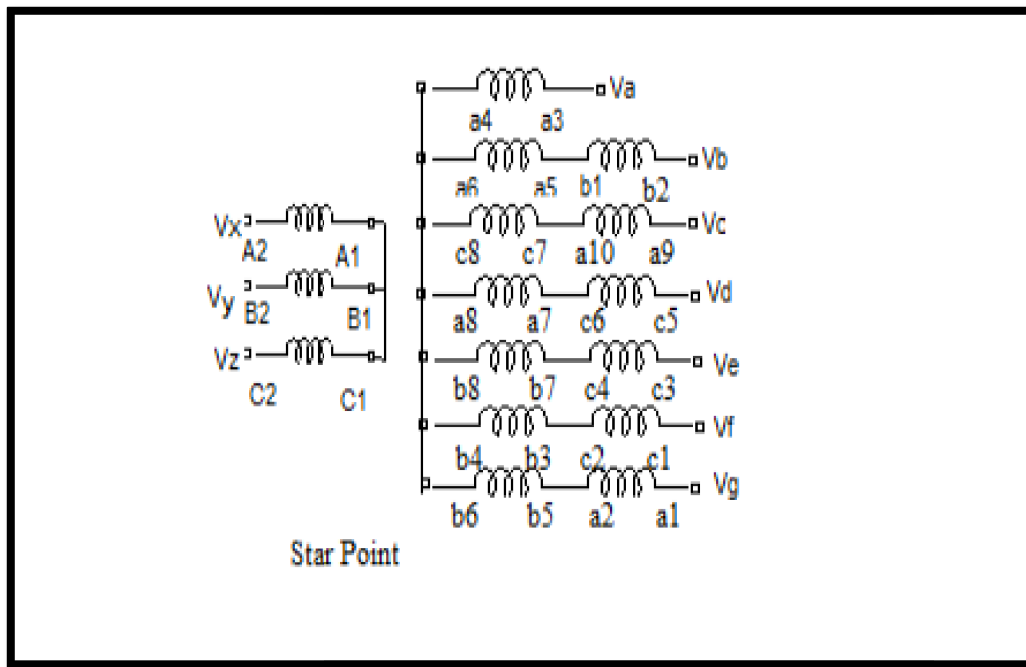 Va
a4 a3
Vb
a6 a5 b1 b2
Vx Vc
A2 A1 c8 c7 a10 a9
Vy Vd
B2 B1 a8 a7 c6 c5
Vz Ve
C2 C1 b8 b7 c4 c3
Vf
b4 b3 c2 c1
Vg
b6 b5 a2 a1
Star Point